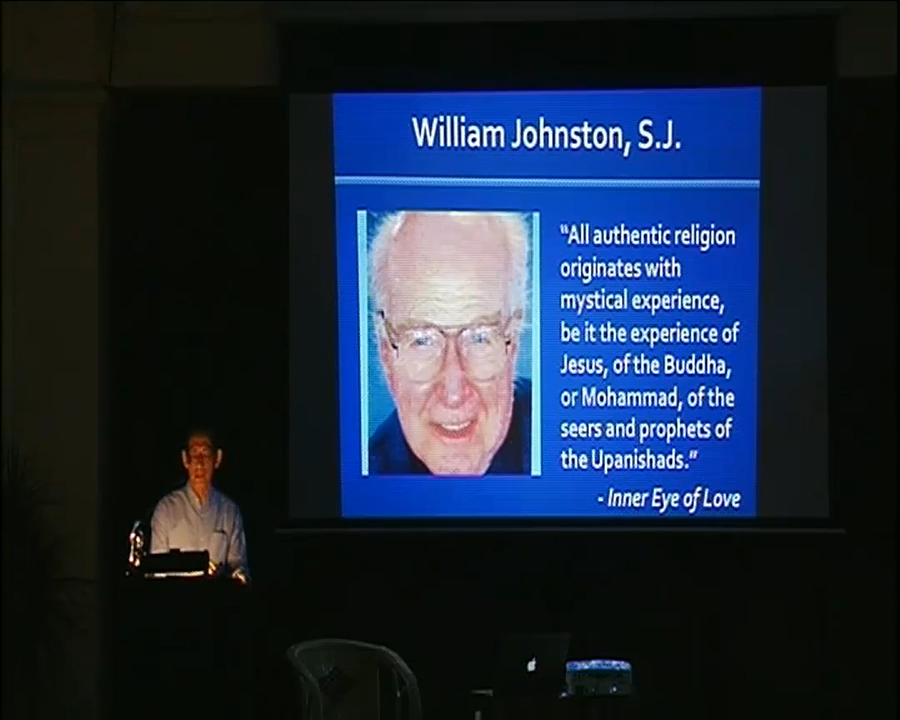 William Johnston, S.J.
"All authentic religion
originates with
mystical experience,
be it the experience of
Jesus, of the Buddha,
or Mohammad, of the
seers and prophets of
the Upanishads."
- Inner Eye of Love